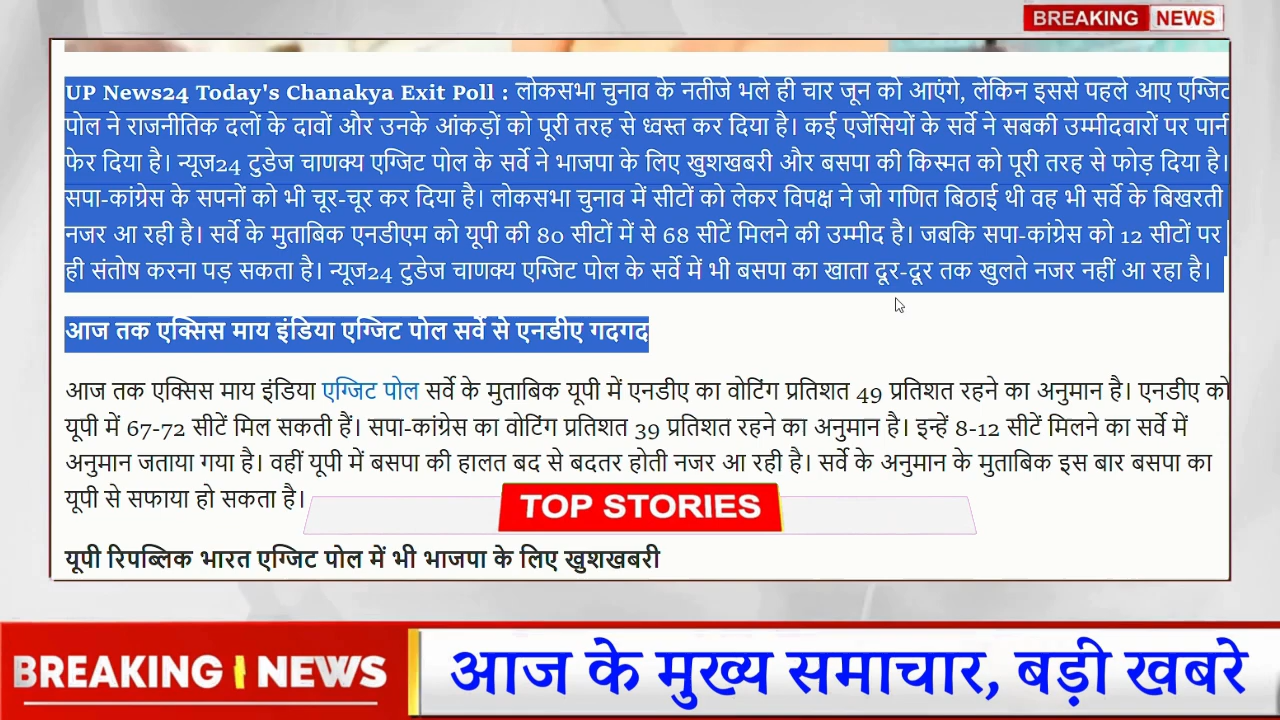 BREAKING NEWS
UP News24 Today's Chanakya Exit Poll : लोकसभा चुनाव के नतीजे भले ही चार जून को आएंगे, लेकिन इससे पहले आए एग्जिट
पोल ने राजनीतिक दलों के दावों और उनके आंकड़ों को पूरी तरह से ध्वस्त कर दिया है। कई एजेंसियों के सर्वे ने सबकी उम्मीदवारों पर पानी
फेर दिया है। न्यूज24 टुडेज चाणक्य एग्जिट पोल के सर्वे ने भाजपा के लिए खुशखबरी और बसपा की किस्मत को पूरी तरह से फोड़ दिया है।
सपा-कांग्रेस के सपनों को भी चूर-चूर कर दिया है। लोकसभा चुनाव में सीटों को लेकर विपक्ष ने जो गणित बिठाई थी वह भी सर्वे के बिखरती
नजर आ रही है। सर्वे के मुताबिक एनडीएम को यूपी की 80 सीटों में से 68 सीटें मिलने की उम्मीद है। जबकि सपा-कांग्रेस को 12 सीटों पर
ही संतोष करना पड़ सकता है। न्यूज24 टुडेज चाणक्य एग्जिट पोल के सर्वे में भी बसपा का खाता दूर-दूर तक खुलते नजर नहीं आ रहा है।
आज तक एक्सिस माय इंडिया एग्जिट पोल सर्वे से एनडीए गदगद
आज तक एक्सिस माय इंडिया एग्जिट पोल सर्वे के मुताबिक यूपी में एनडीए का वोटिंग प्रतिशत 49 प्रतिशत रहने का अनुमान है। एनडीए को
यूपी में 67-72 सीटें मिल सकती हैं। सपा-कांग्रेस का वोटिंग प्रतिशत 39 प्रतिशत रहने का अनुमान है। इन्हें 8-12 सीटें मिलने का सर्वे में
अनुमान जताया गया है। वहीं यूपी में बसपा की हालत बद से बदतर होती नजर आ रही है। सर्वे के अनुमान के मुताबिक इस बार बसपा का
यूपी से सफाया हो सकता है।
TOP STORIES
यूपी रिपब्लिक भारत एग्जिट पोल में भी भाजपा के लिए खुशखबरी
BREAKING NEWS
आज के मुख्य समाचार, बड़ी खबरे